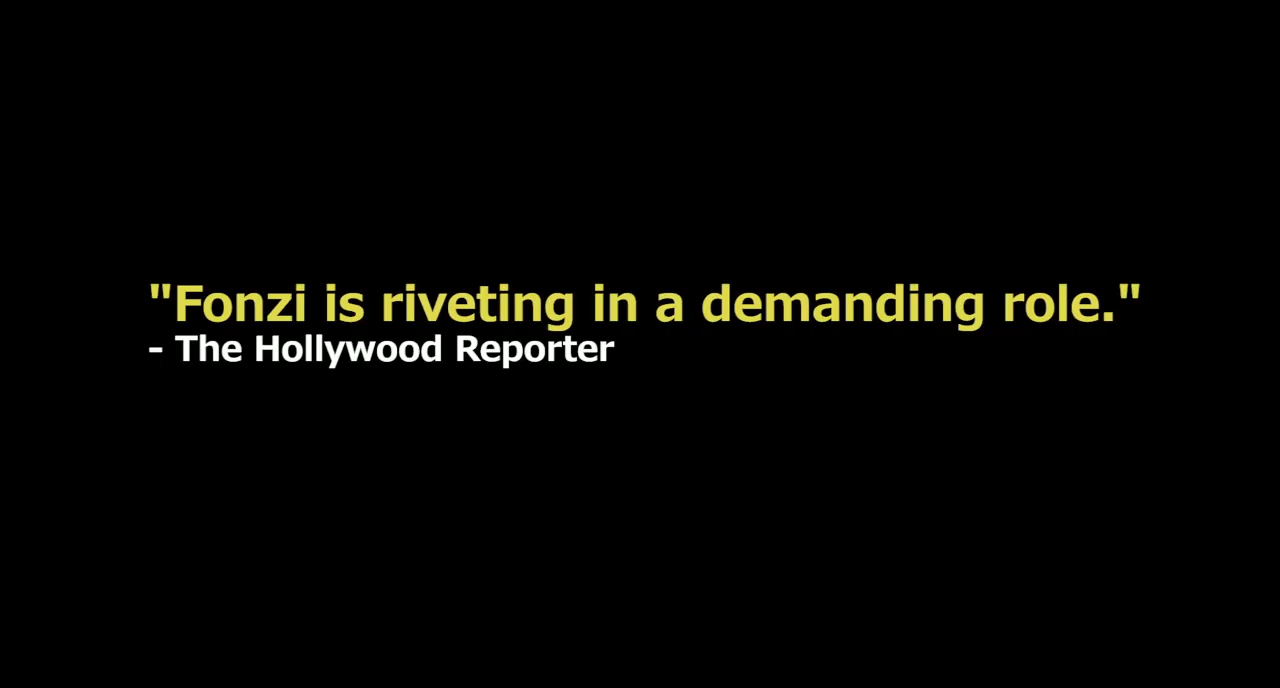 "Fonzi is riveting in a demanding role."
- The Hollywood Reporter